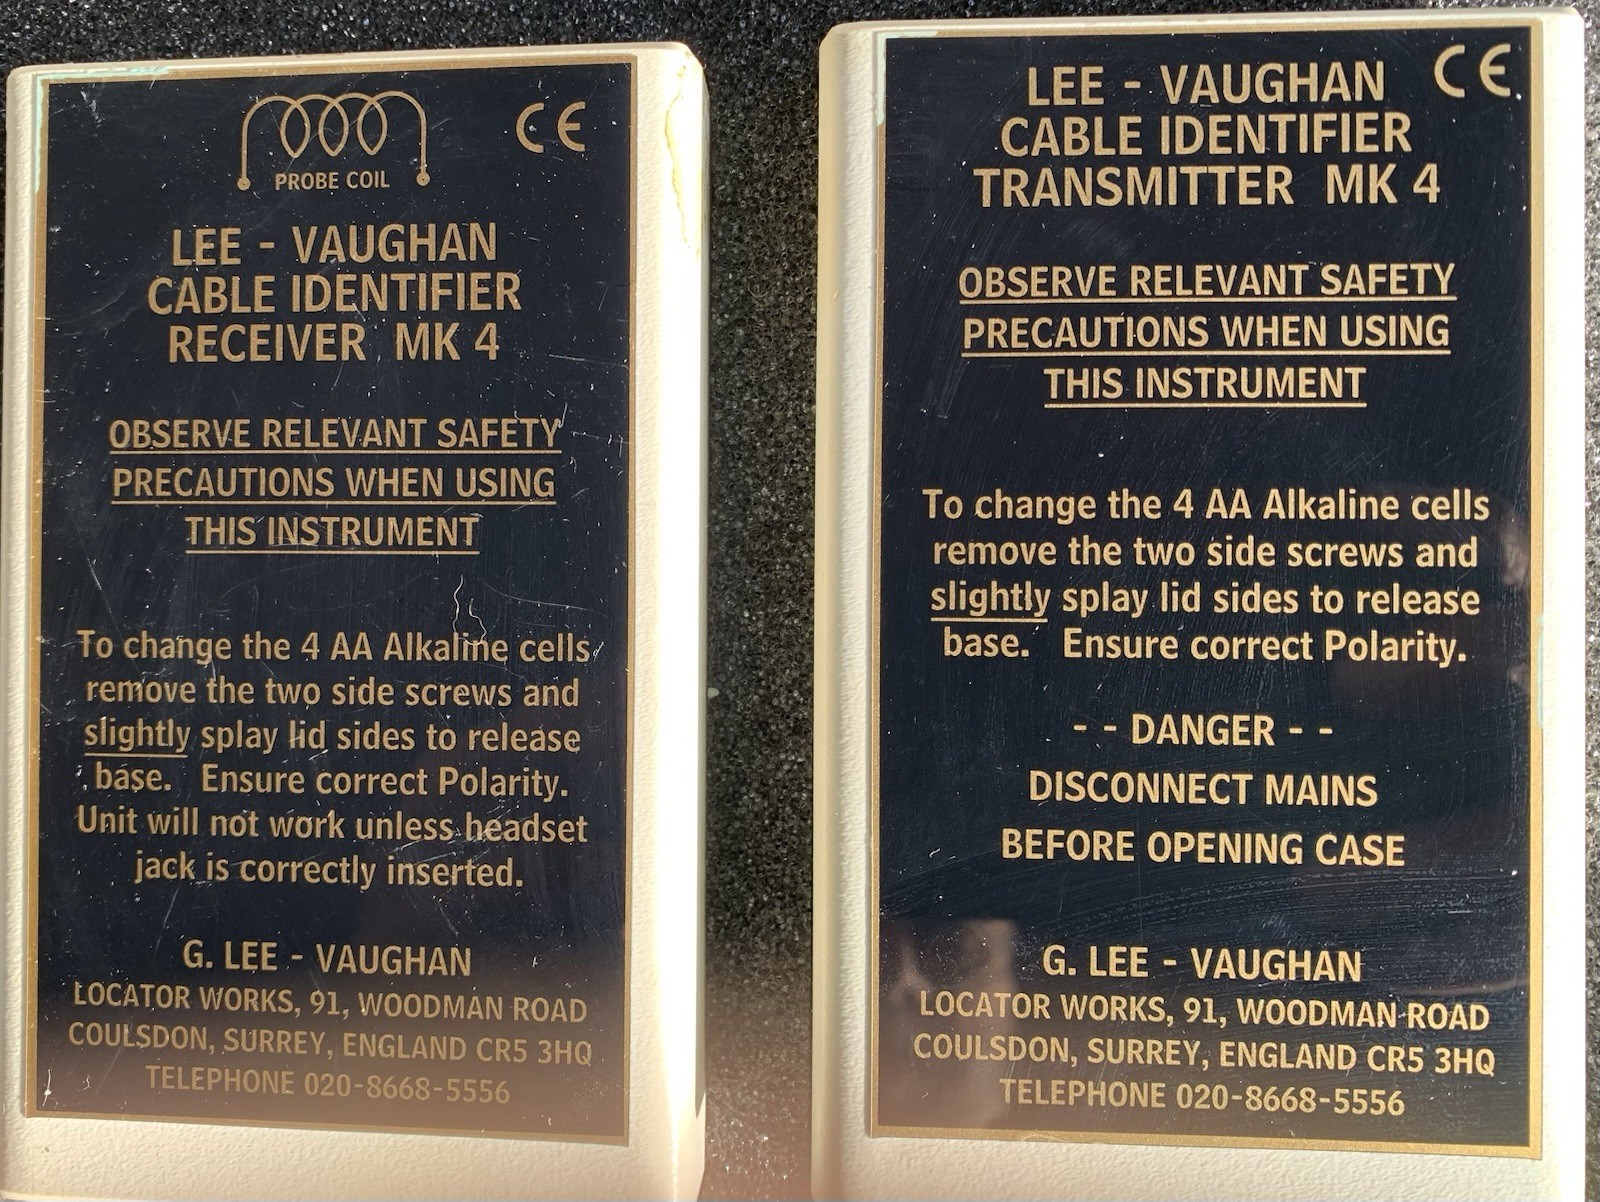 PROBE COIL
CE
LEE - VAUGHAN
CABLE IDENTIFIER
RECEIVER MK 4
OBSERVE RELEVANT SAFETY
PRECAUTIONS WHEN USING
THIS INSTRUMENT
To change the 4 AA Alkaline cells
remove the two side screws and
slightly splay lid sides to release
base. Ensure correct Polarity.
Unit will not work unless headset
jack is correctly inserted.
G. LEE - VAUGHAN
LOCATOR WORKS, 91, WOODMAN ROAD
COULSDON, SURREY, ENGLAND CR5 3HQ
TELEPHONE 020-8668-5556
CE
LEE - VAUGHAN
CABLE IDENTIFIER
TRANSMITTER MK 4
OBSERVE RELEVANT SAFETY
PRECAUTIONS WHEN USING
THIS INSTRUMENT
To change the 4 AA Alkaline cells
remove the two side screws and
slightly splay lid sides to release
base. Ensure correct Polarity.
- - DANGER - -
DISCONNECT MAINS
BEFORE OPENING CASE
G. LEE - VAUGHAN
LOCATOR WORKS, 91, WOODMAN ROAD
COULSDON, SURREY, ENGLAND CR5 3HQ
TELEPHONE 020-8668-5556